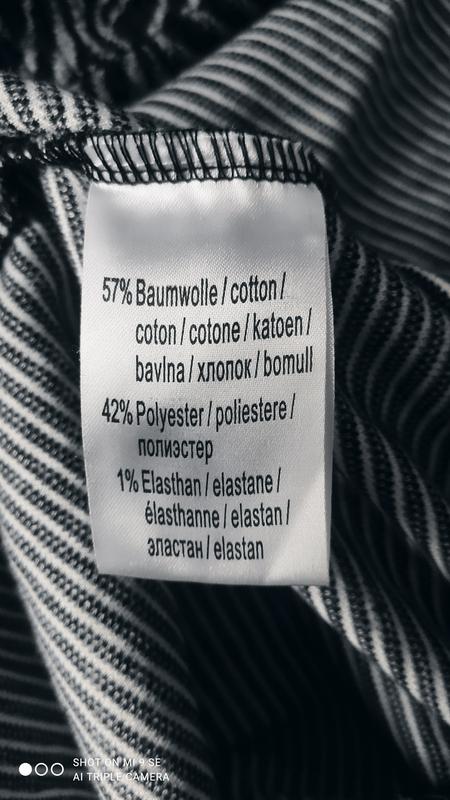 57% Baumwolle / cotton /
coton / cotone / katoen /
bavlna / хлопок / bomull
42% Polyester / poliestere /
полиэстер
1% Elasthan / elastane /
élasthanne / elastan /
эластан / elastan
SHOT ON MI 9 SE
AI TRIPLE CAMERA